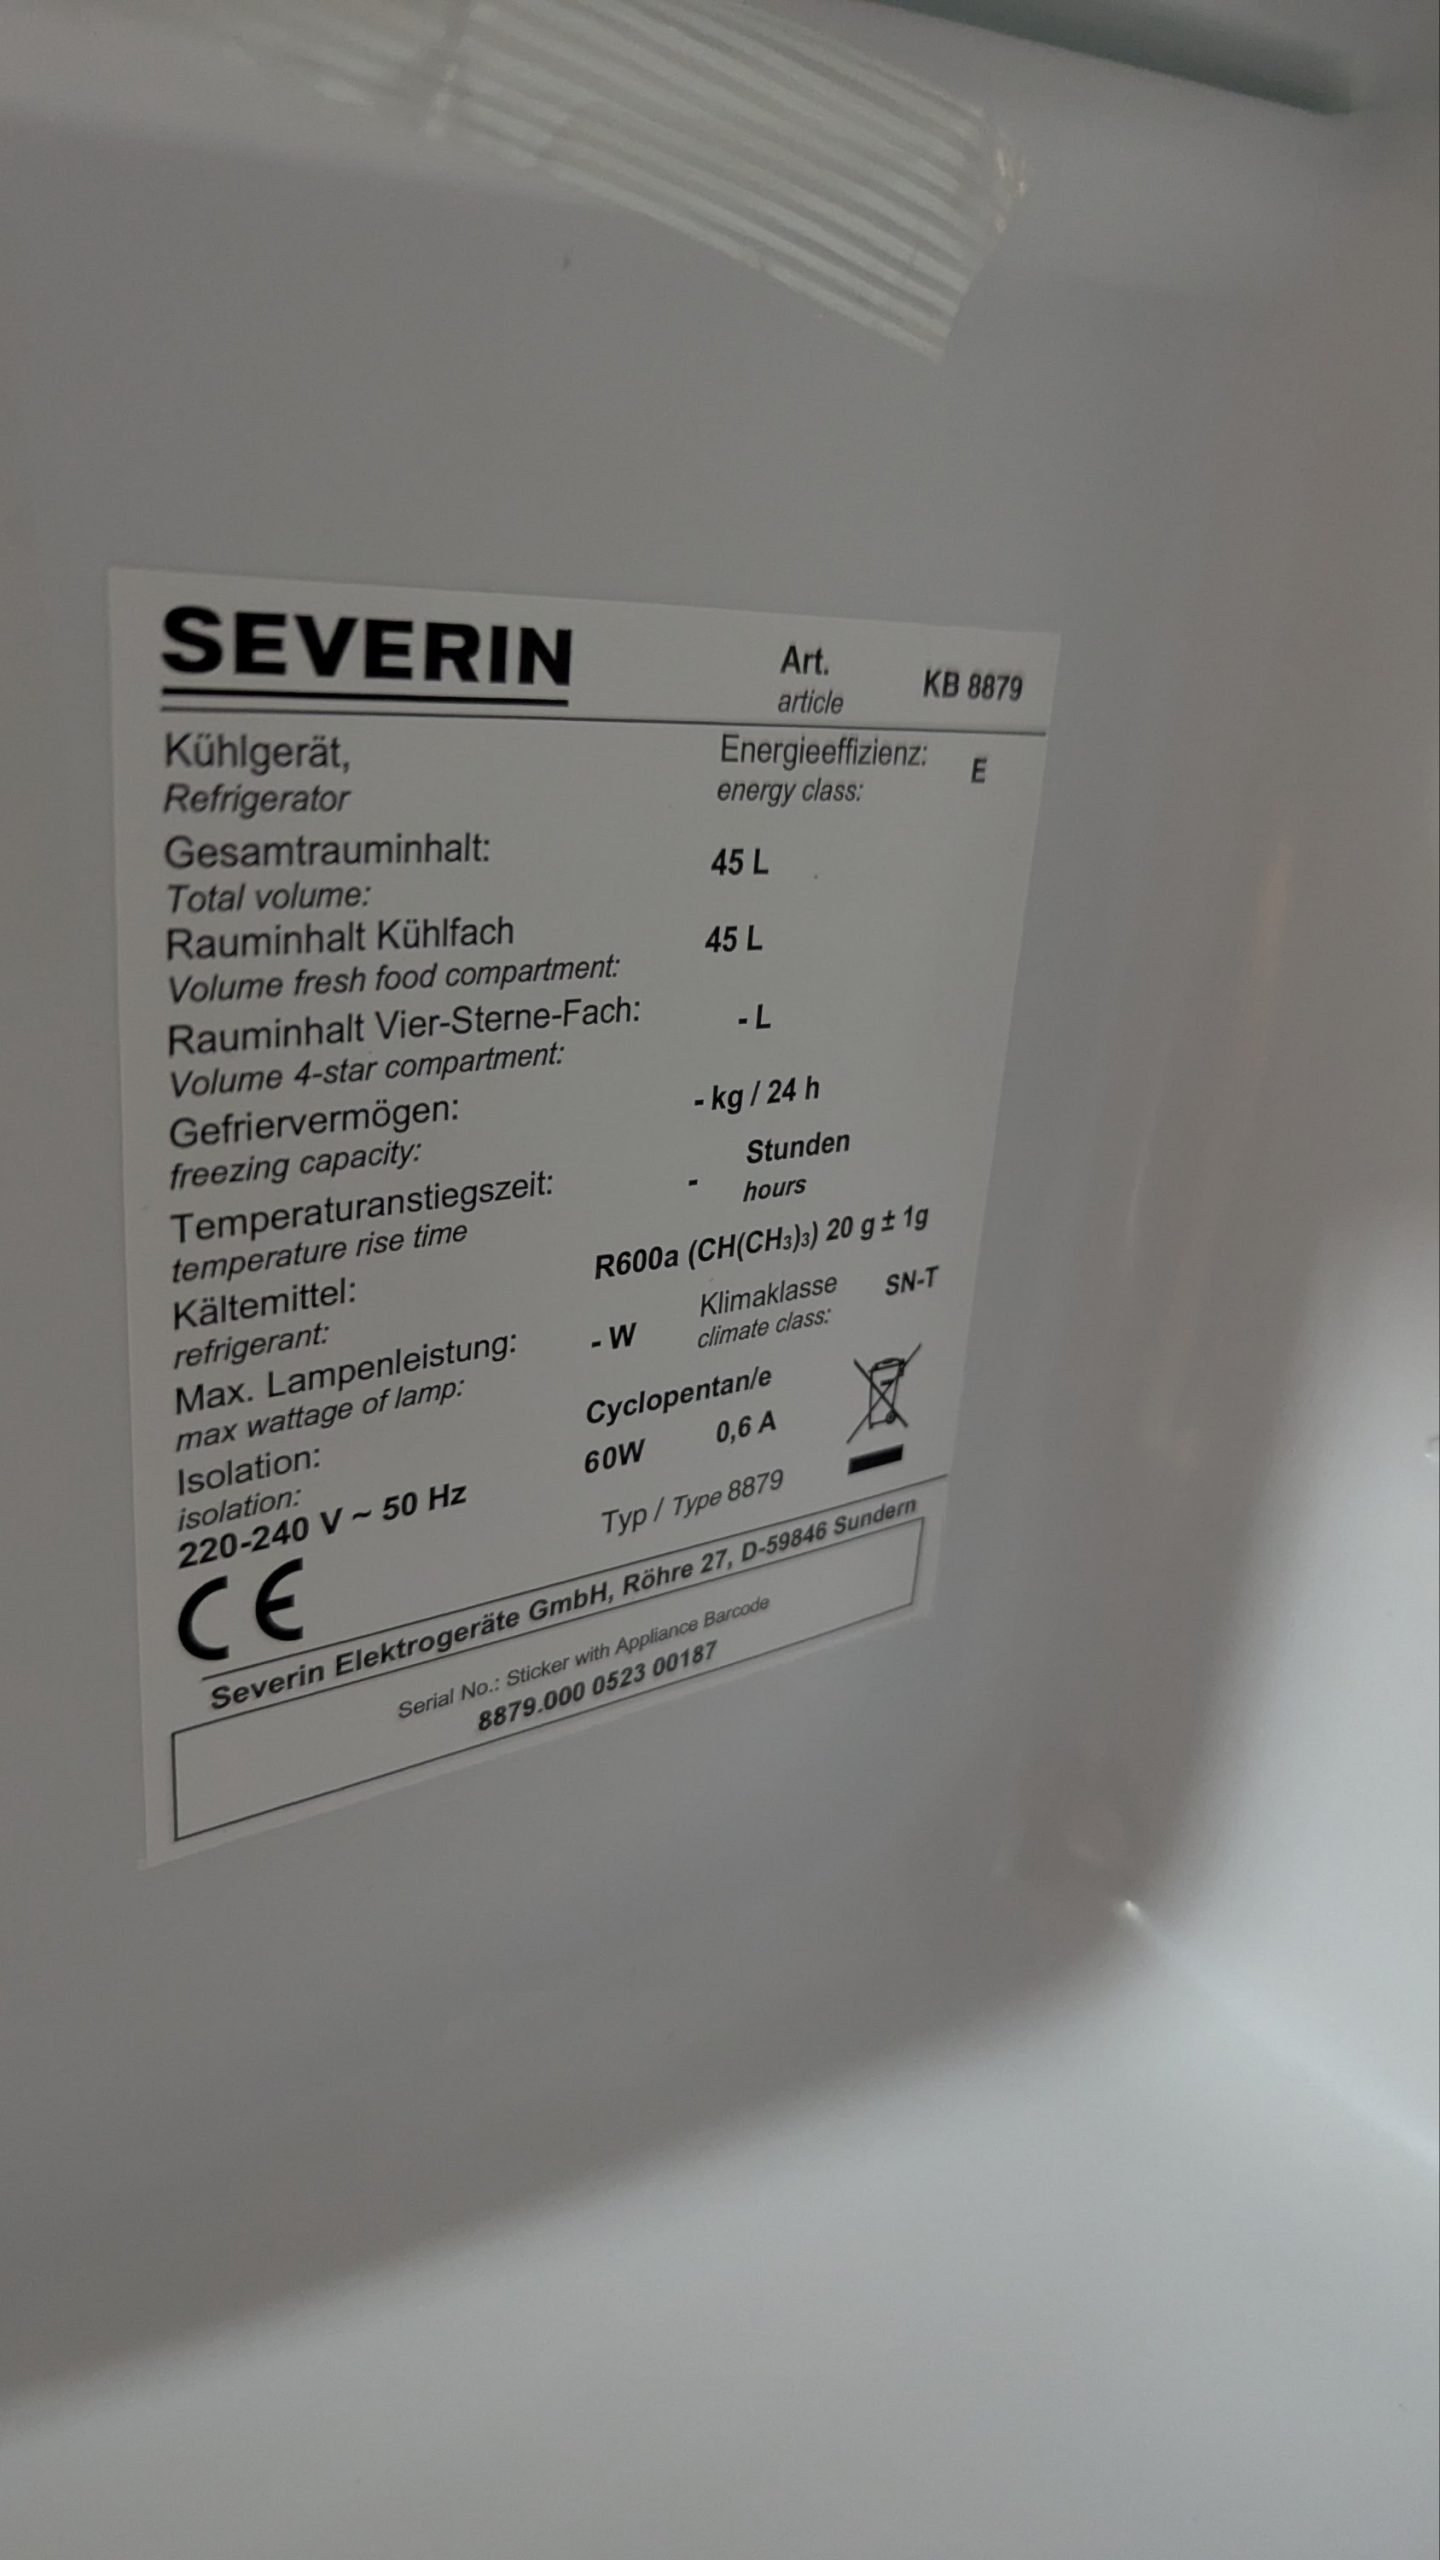 SEVERIN
Art.
article
KB 8879
Kühlgerät,
Refrigerator
Energieeffizienz:
energy class:
E
Gesamtrauminhalt:
Total volume:
45 L
Rauminhalt Kühlfach
Volume fresh food compartment:
45 L
Rauminhalt Vier-Sterne-Fach:
Volume 4-star compartment:
- L
Gefriervermögen:
freezing capacity:
- kg / 24 h
Temperaturanstiegszeit:
temperature rise time
-
Stunden
hours
Kältemittel:
refrigerant:
R600a (CH(CH₃)₃) 20 g ± 1g
Max. Lampenleistung:
max wattage of lamp:
- W
Klimaklasse
climate class:
SN-T
Isolation:
isolation:
Cyclopentan/e
220-240 V ~ 50 Hz
60W
0,6 A
CE
Typ / Type 8879
Severin Elektrogeräte GmbH, Röhre 27, D-59846 Sundern
Serial No.: Sticker with Appliance Barcode
8879.000 0523 00187